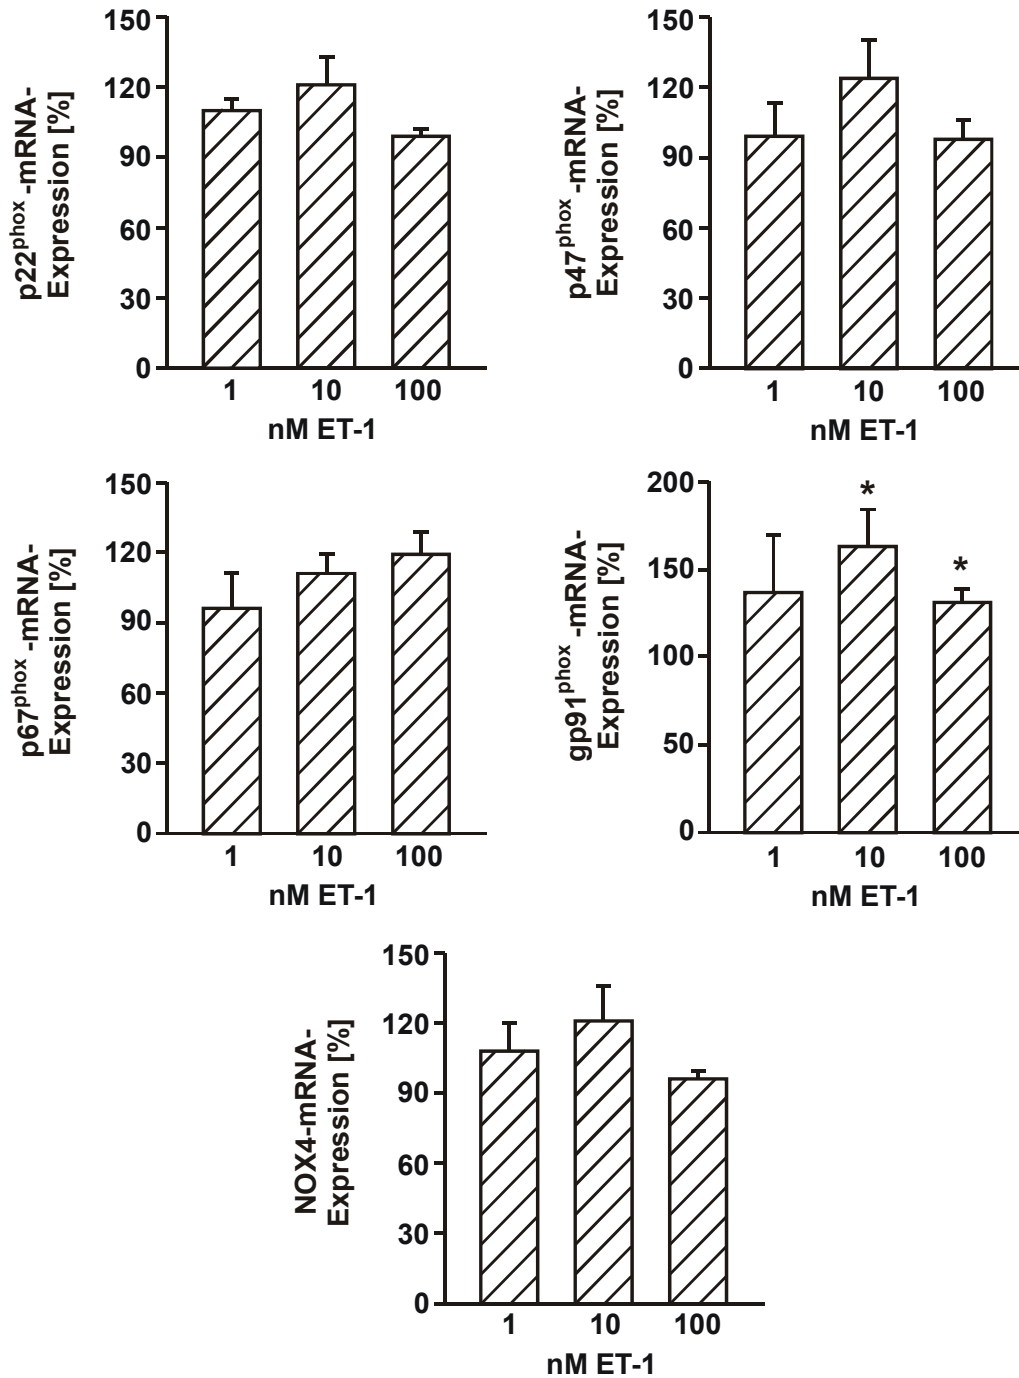 p22phox -mRNA-
Expression [%]
150
120
90
60
30
0
1 10 100
nM ET-1
p47phox -mRNA-
Expression [%]
150
120
90
60
30
0
1 10 100
nM ET-1
p67phox -mRNA-
Expression [%]
150
120
90
60
30
0
1 10 100
nM ET-1
gp91phox -mRNA-
Expression [%]
200
150
100
50
0
* *
1 10 100
nM ET-1
NOX4-mRNA-
Expression [%]
150
120
90
60
30
0
1 10 100
nM ET-1